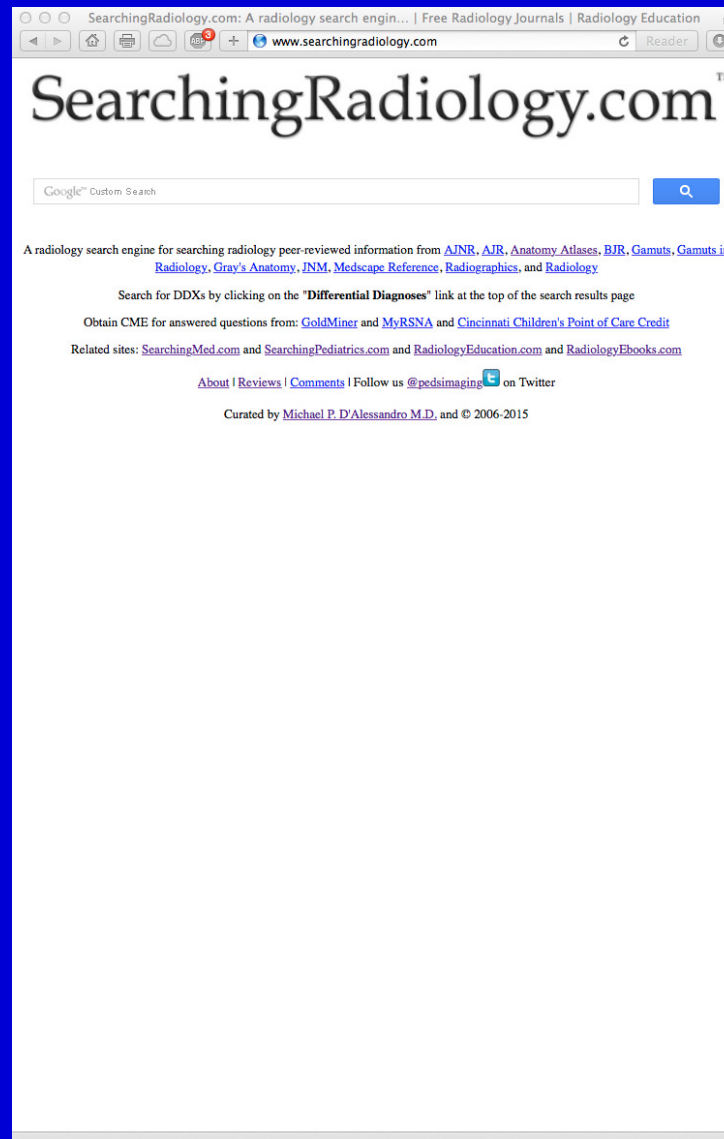 SearchingRadiology.com: A radiology search engin... | Free Radiology Journals | Radiology Education
ABP 3 + www.searchingradiology.com Reader
SearchingRadiology.com
Google™ Custom Search
A radiology search engine for searching radiology peer-reviewed information from AJNR, AJR, Anatomy Atlases, BJR, Gamuts, Gamuts in
Radiology, Gray's Anatomy, JNM, Medscape Reference, Radiographics, and Radiology
Search for DDXs by clicking on the "Differential Diagnoses" link at the top of the search results page
Obtain CME for answered questions from: GoldMiner and MyRSNA and Cincinnati Children's Point of Care Credit
Related sites: SearchingMed.com and SearchingPediatrics.com and RadiologyEducation.com and RadiologyEbooks.com
About | Reviews | Comments | Follow us @pedsimaging t on Twitter
Curated by Michael P. D'Alessandro M.D. and © 2006-2015